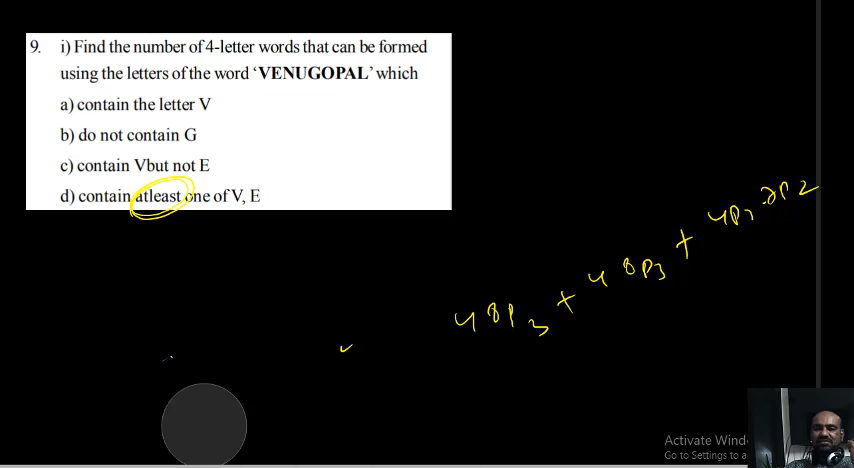 9. i) Find the number of 4-letter words that can be formed
using the letters of the word ‘VENUGOPAL’ which
a) contain the letter V
b) do not contain G
c) contain Vbut not E
d) contain atleast one of V, E
4 8P3 + 4 8P3 + 4P2
Activate Wind
Go to Settings to a